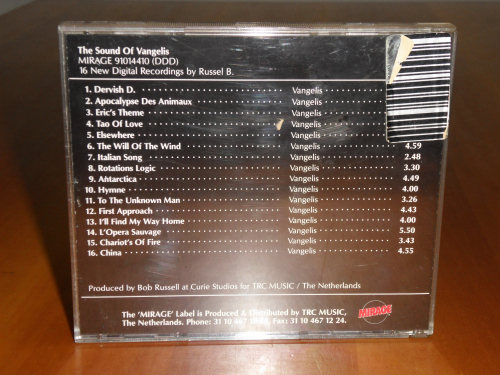 The Sound Of Vangelis
MIRAGE 91014410 (DDD)
16 New Digital Recordings by Russel B.
1. Dervish D. Vangelis
2. Apocalypse Des Animaux Vangelis
3. Eric's Theme Vangelis
4. Tao Of Love Vangelis
5. Elsewhere Vangelis
6. The Will Of The Wind Vangelis 4.59
7. Italian Song Vangelis 2.48
8. Rotations Logic Vangelis 3.30
9. Antarctica Vangelis 4.49
10. Hymne Vangelis 4.00
11. To The Unknown Man Vangelis 3.26
12. First Approach Vangelis 4.43
13. I'll Find My Way Home Vangelis 4.00
14. L'Opera Sauvage Vangelis 5.50
15. Chariot's Of Fire Vangelis 3.43
16. China Vangelis 4.55
Produced by Bob Russell at Curie Studios for TRC MUSIC / The Netherlands
The 'MIRAGE' Label is Produced & Distributed by TRC MUSIC,
The Netherlands. Phone: 31 10 467 Fax: 31 10 467 12 24.
MIRAGE